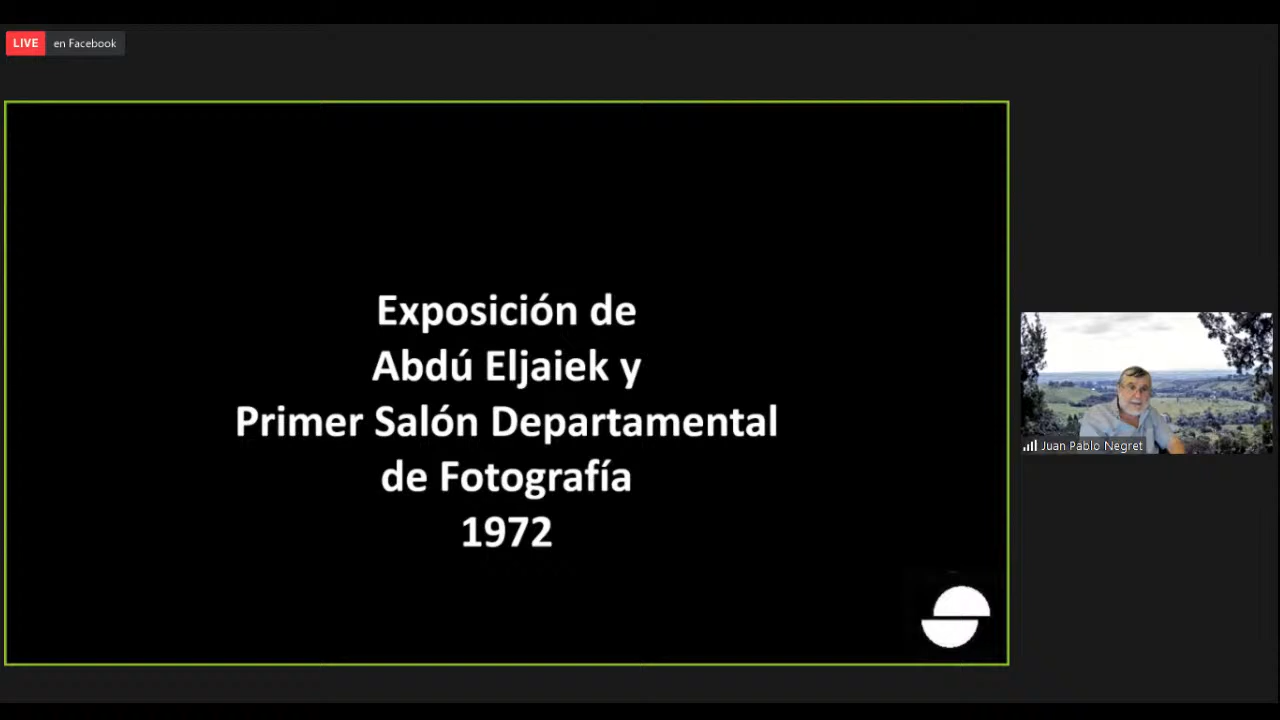 LIVE en Facebook
Exposición de
Abdú Eljaiek y
Primer Salón Departamental
de Fotografía
1972
Juan Pablo Negret